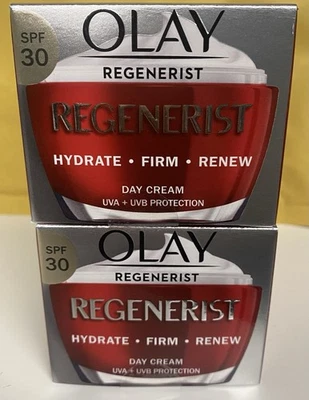 SPF
30
OLAY
REGENERIST
REGENERIST
HYDRATE • FIRM • RENEW
DAY CREAM
UVA + UVB PROTECTION
SPF
30
OLAY
REGENERIST
REGENERIST
HYDRATE • FIRM • RENEW
DAY CREAM
UVA + UVB PROTECTION